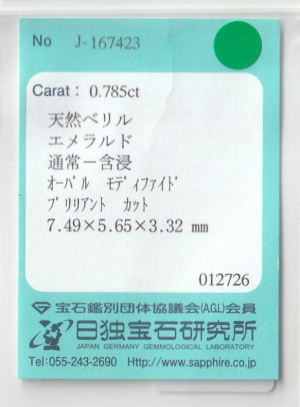 No J-167423
Carat： 0.785ct
天然ベリル
エメラルド
通常－含浸
ｵｰﾊﾞﾙ ﾓﾃﾞｨﾌｧｲﾄﾞ
ﾌﾞﾘﾘｱﾝﾄ ｶｯﾄ
7.49×5.65×3.32 mm
012726
宝石鑑別団体協議会(AGL)会員
日独宝石研究所
JAPAN GERMANY GEMMOLOGICAL LABORATORY
Tel:055-243-2690 Http://www.sapphire.co.jp